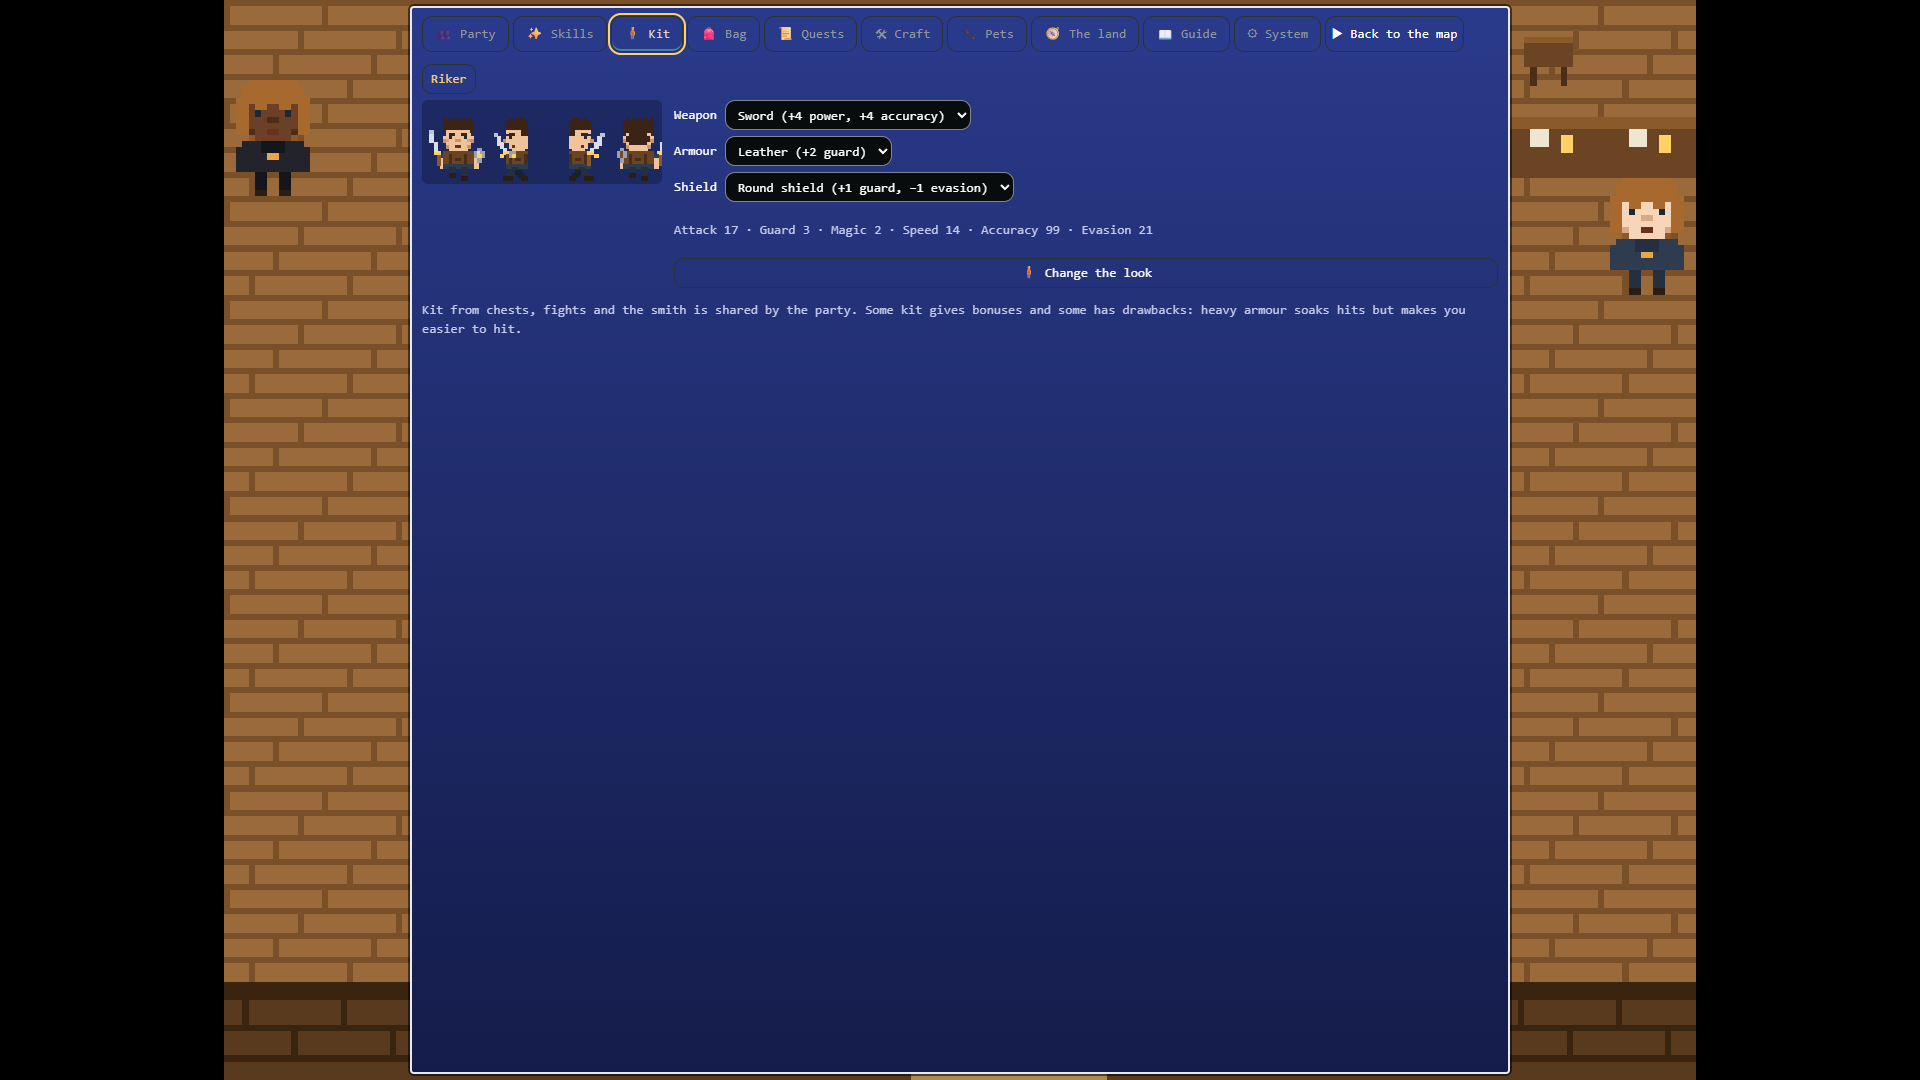 Party Skills Kit Bag Quests Craft Pets The land Guide System Back to the map
Riker
Weapon Sword (+4 power, +4 accuracy)
Armour Leather (+2 guard)
Shield Round shield (+1 guard, −1 evasion)
Attack 17 · Guard 3 · Magic 2 · Speed 14 · Accuracy 99 · Evasion 21
Change the look
Kit from chests, fights and the smith is shared by the party. Some kit gives bonuses and some has drawbacks: heavy armour soaks hits but makes you
easier to hit.